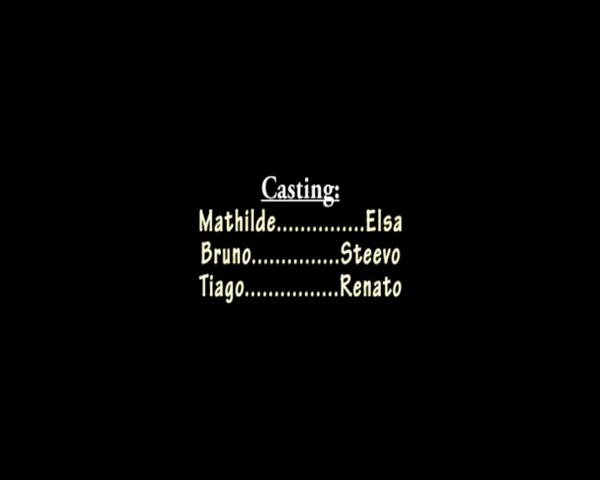 Casting:
Mathilde...............Elsa
Bruno...............Steevo
Tiago................Renato